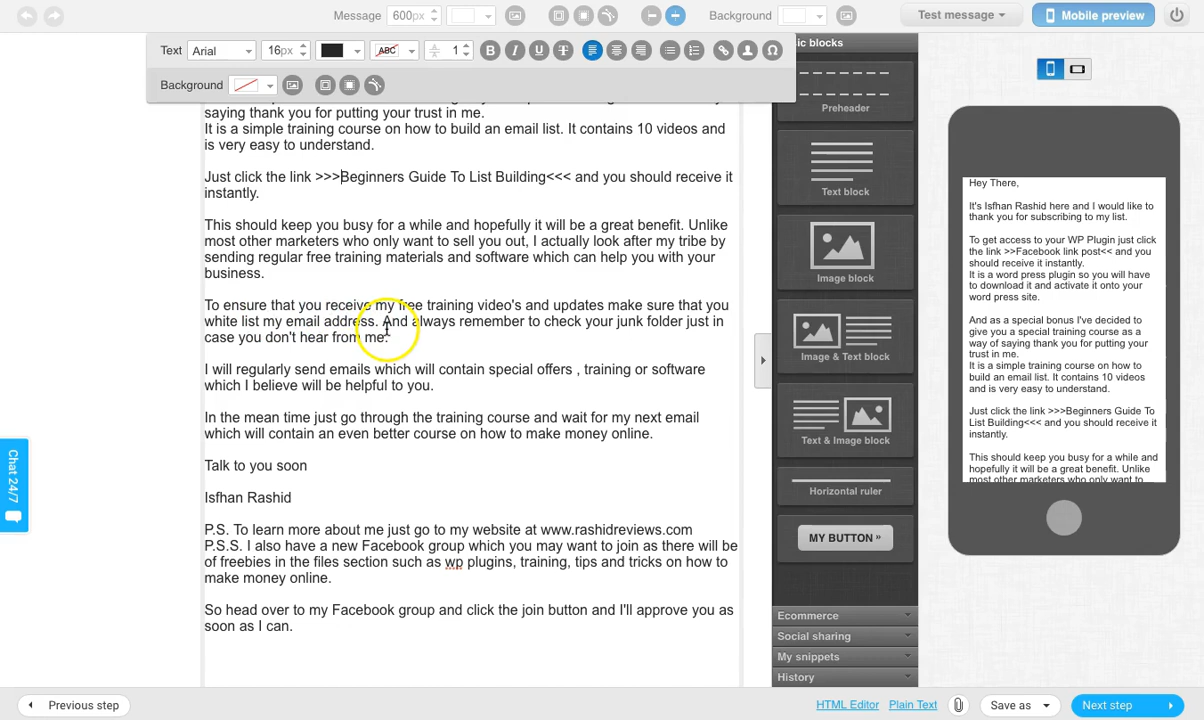 Message 600px Background Test message Mobile preview
Text Arial 16px ABC 1 B I U T
Background
saying thank you for putting your trust in me.
It is a simple training course on how to build an email list. It contains 10 videos and
is very easy to understand.
Just click the link >>>Beginners Guide To List Building<<< and you should receive it
instantly.
This should keep you busy for a while and hopefully it will be a great benefit. Unlike
most other marketers who only want to sell you out, I actually look after my tribe by
sending regular free training materials and software which can help you with your
business.
To ensure that you receive my free training video's and updates make sure that you
white list my email address. And always remember to check your junk folder just in
case you don't hear from me.
I will regularly send emails which will contain special offers , training or software
which I believe will be helpful to you.
In the mean time just go through the training course and wait for my next email
which will contain an even better course on how to make money online.
Talk to you soon
Isfhan Rashid
P.S. To learn more about me just go to my website at www.rashidreviews.com
P.S.S. I also have a new Facebook group which you may want to join as there will be
of freebies in the files section such as wp plugins, training, tips and tricks on how to
make money online.
So head over to my Facebook group and click the join button and I'll approve you as
soon as I can.
Chat 24/7
blocks
Preheader
Text block
Image block
Image & Text block
Text & Image block
Horizontal ruler
MY BUTTON »
Ecommerce
Social sharing
My snippets
History
Hey There,
It's Isfhan Rashid here and I would like to
thank you for subscribing to my list.
To get access to your WP Plugin just click
the link >>Facebook link post<< and you
should receive it instantly.
It is a word press plugin so you will have
to download it and activate it onto your
word press site.
And as a special bonus I've decided to
give you a special training course as a
way of saying thank you for putting your
trust in me.
It is a simple training course on how to
build an email list. It contains 10 videos
and is very easy to understand.
Just click the link >>>Beginners Guide To
List Building<<< and you should receive it
instantly.
This should keep you busy for a while and
hopefully it will be a great benefit. Unlike
most other marketers who only want to
Previous step HTML Editor Plain Text Save as Next step